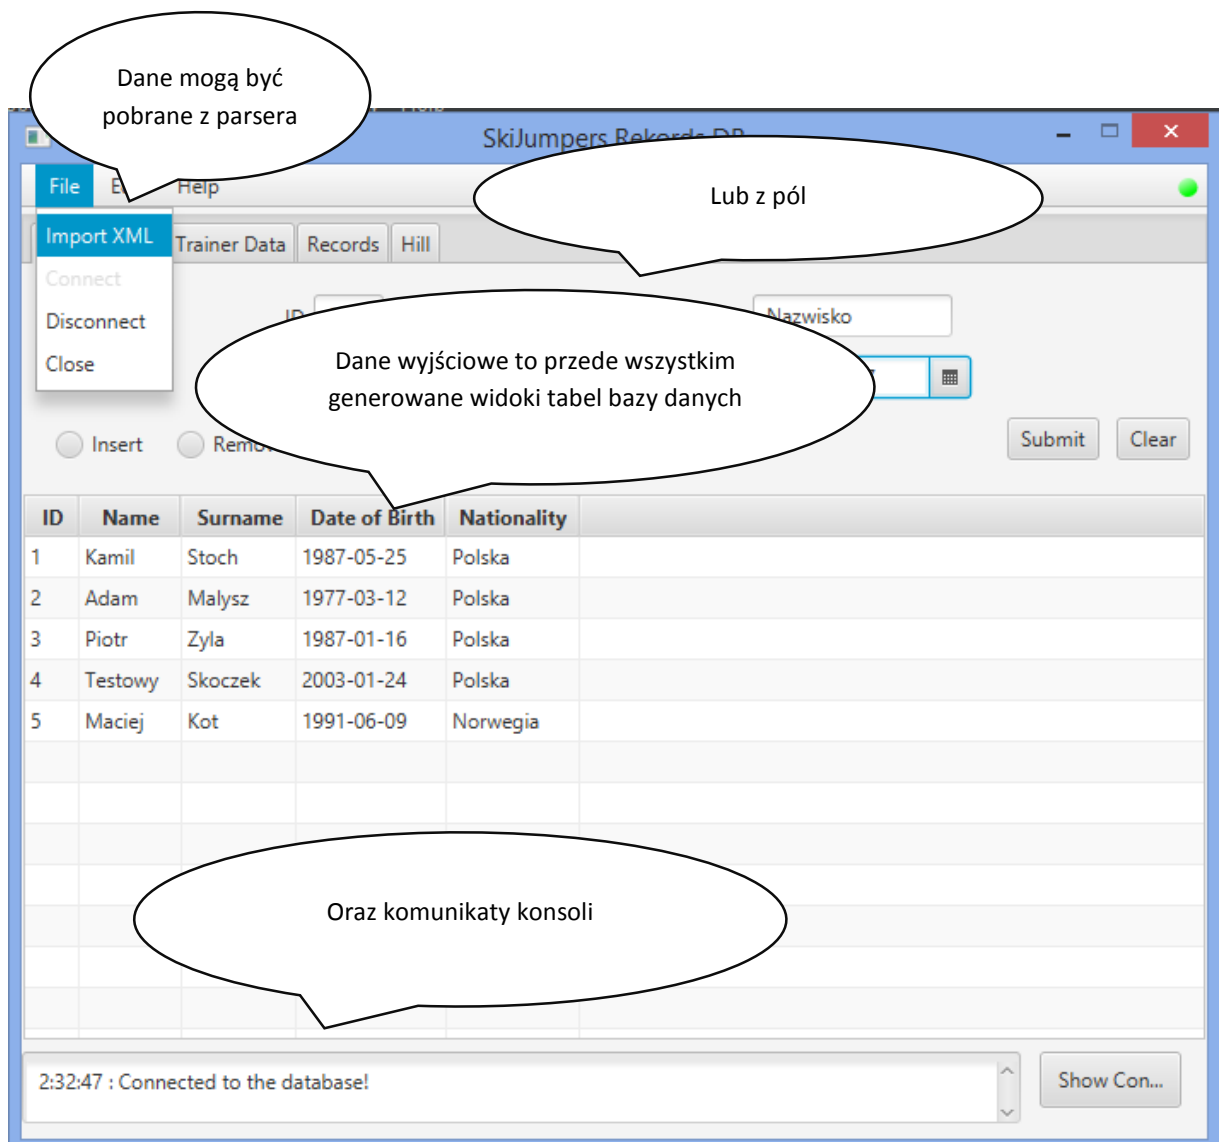 Dane mogą być
pobrane z parsera
SkiJumpers Rekords DB
File Help
Lub z pól
Import XML
Trainer Data Records Hill
Connect
Disconnect
ID
Nazwisko
Close
Dane wyjściowe to przede wszystkim
generowane widoki tabel bazy danych
Insert
Submit Clear
ID Name Surname Date of Birth Nationality
1 Kamil Stoch 1987-05-25 Polska
2 Adam Malysz 1977-03-12 Polska
3 Piotr Zyla 1987-01-16 Polska
4 Testowy Skoczek 2003-01-24 Polska
5 Maciej Kot 1991-06-09 Norwegia
Oraz komunikaty konsoli
2:32:47 : Connected to the database!
Show Con...